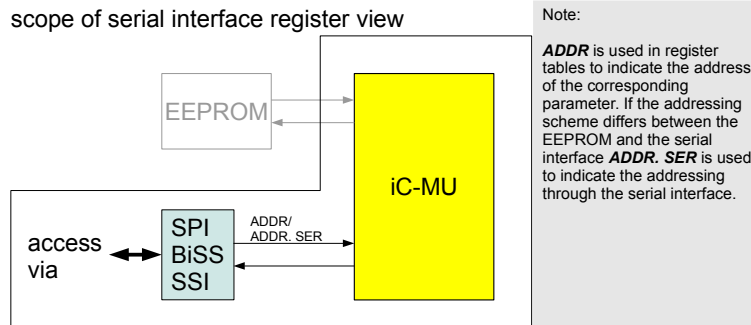 scope of serial interface register view
EEPROM
iC-MU
SPI
BiSS
SSI
ADDR/
ADDR. SER
access
via
Note:
ADDR is used in register
tables to indicate the address
of the corresponding
parameter. If the addressing
scheme differs between the
EEPROM and the serial
interface ADDR. SER is used
to indicate the addressing
through the serial interface.